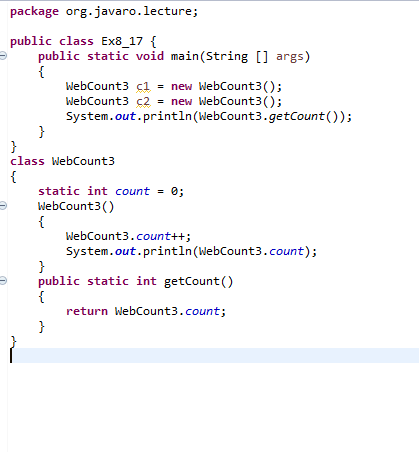 package org.javaro.lecture;
public class Ex8_17 {
public static void main(String [] args)
{
WebCount3 c1 = new WebCount3();
WebCount3 c2 = new WebCount3();
System.out.println(WebCount3.getCount());
}
}
class WebCount3
{
static int count = 0;
WebCount3()
{
WebCount3.count++;
System.out.println(WebCount3.count);
}
public static int getCount()
{
return WebCount3.count;
}
}